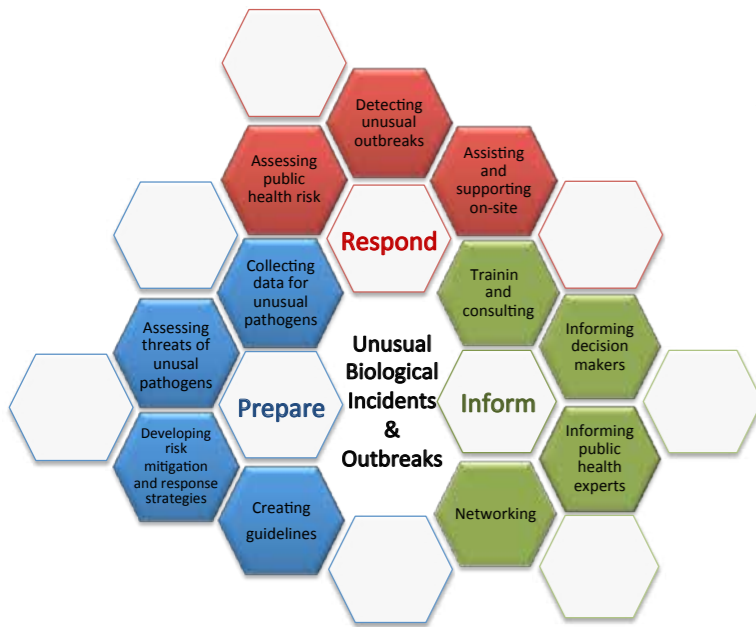 Detecting
unusual
outbreaks
Assessing
public
health risk
Assisting
and
supporting
on-site
Respond
Collecting
data for
unusual
pathogens
Trainin
and
consulting
Assessing
threats of
unusal
pathogens
Informing
decision
makers
Unusual
Biological
Incidents
&
Outbreaks
Prepare
Inform
Developing
risk
mitigation
and response
strategies
Informing
public
health
experts
Creating
guidelines
Networking